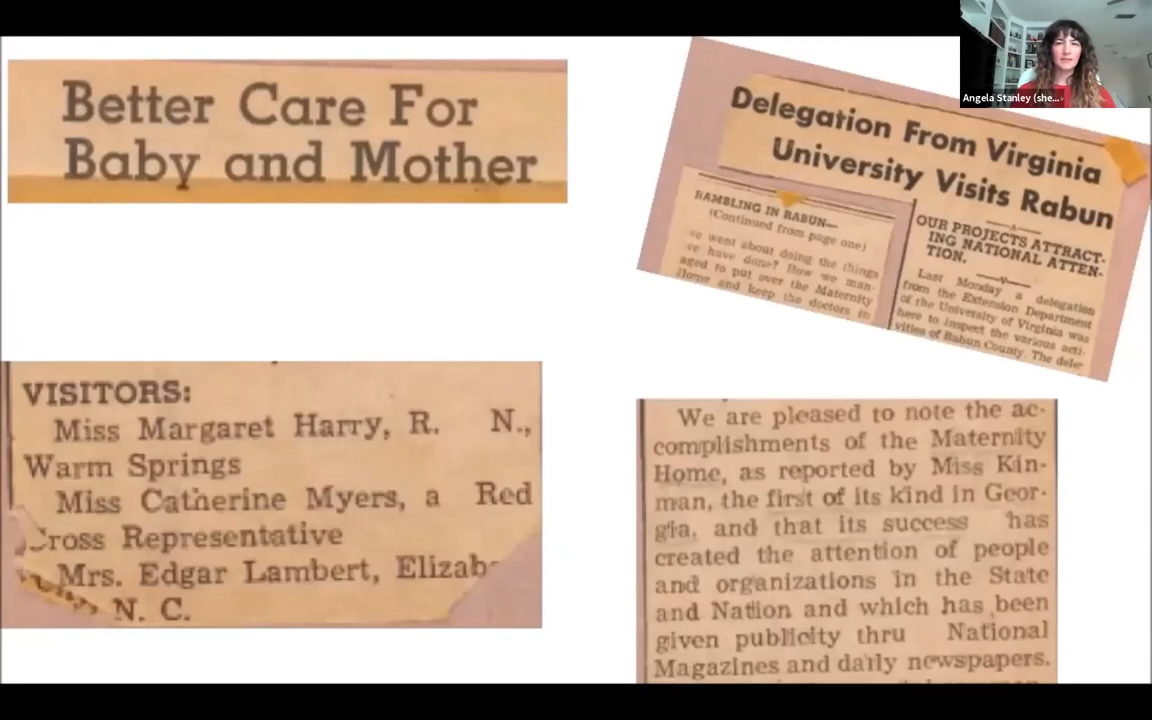 Better Care For
Baby and Mother
Delegation From Virginia
University Visits Rabun
RAMBLING IN RABUN—
(Continued from page one)
we went about doing the things
we have done? How we man-
aged to put over the Maternity
Home and keep the doctors in
OUR PROJECTS ATTRACT-
ING NATIONAL ATTEN-
TION.
Last Monday a delegation
from the Extension Department
of the University of Virginia was
here to inspect the various acti-
vities of Rabun County. The dele-
Angela Stanley (she...
VISITORS:
Miss Margaret Harry, R. N.,
Warm Springs
Miss Catherine Myers, a Red
Cross Representative
Mrs. Edgar Lambert,
N. C.
We are pleased to note the ac-
complishments of the Maternity
Home, as reported by Miss Kin-
man, the first of its kind in Geor-
gia, and that its success has
created the attention of people
and organizations in the State
and Nation and which has been
given publicity thru National
Magazines and daily newspapers.